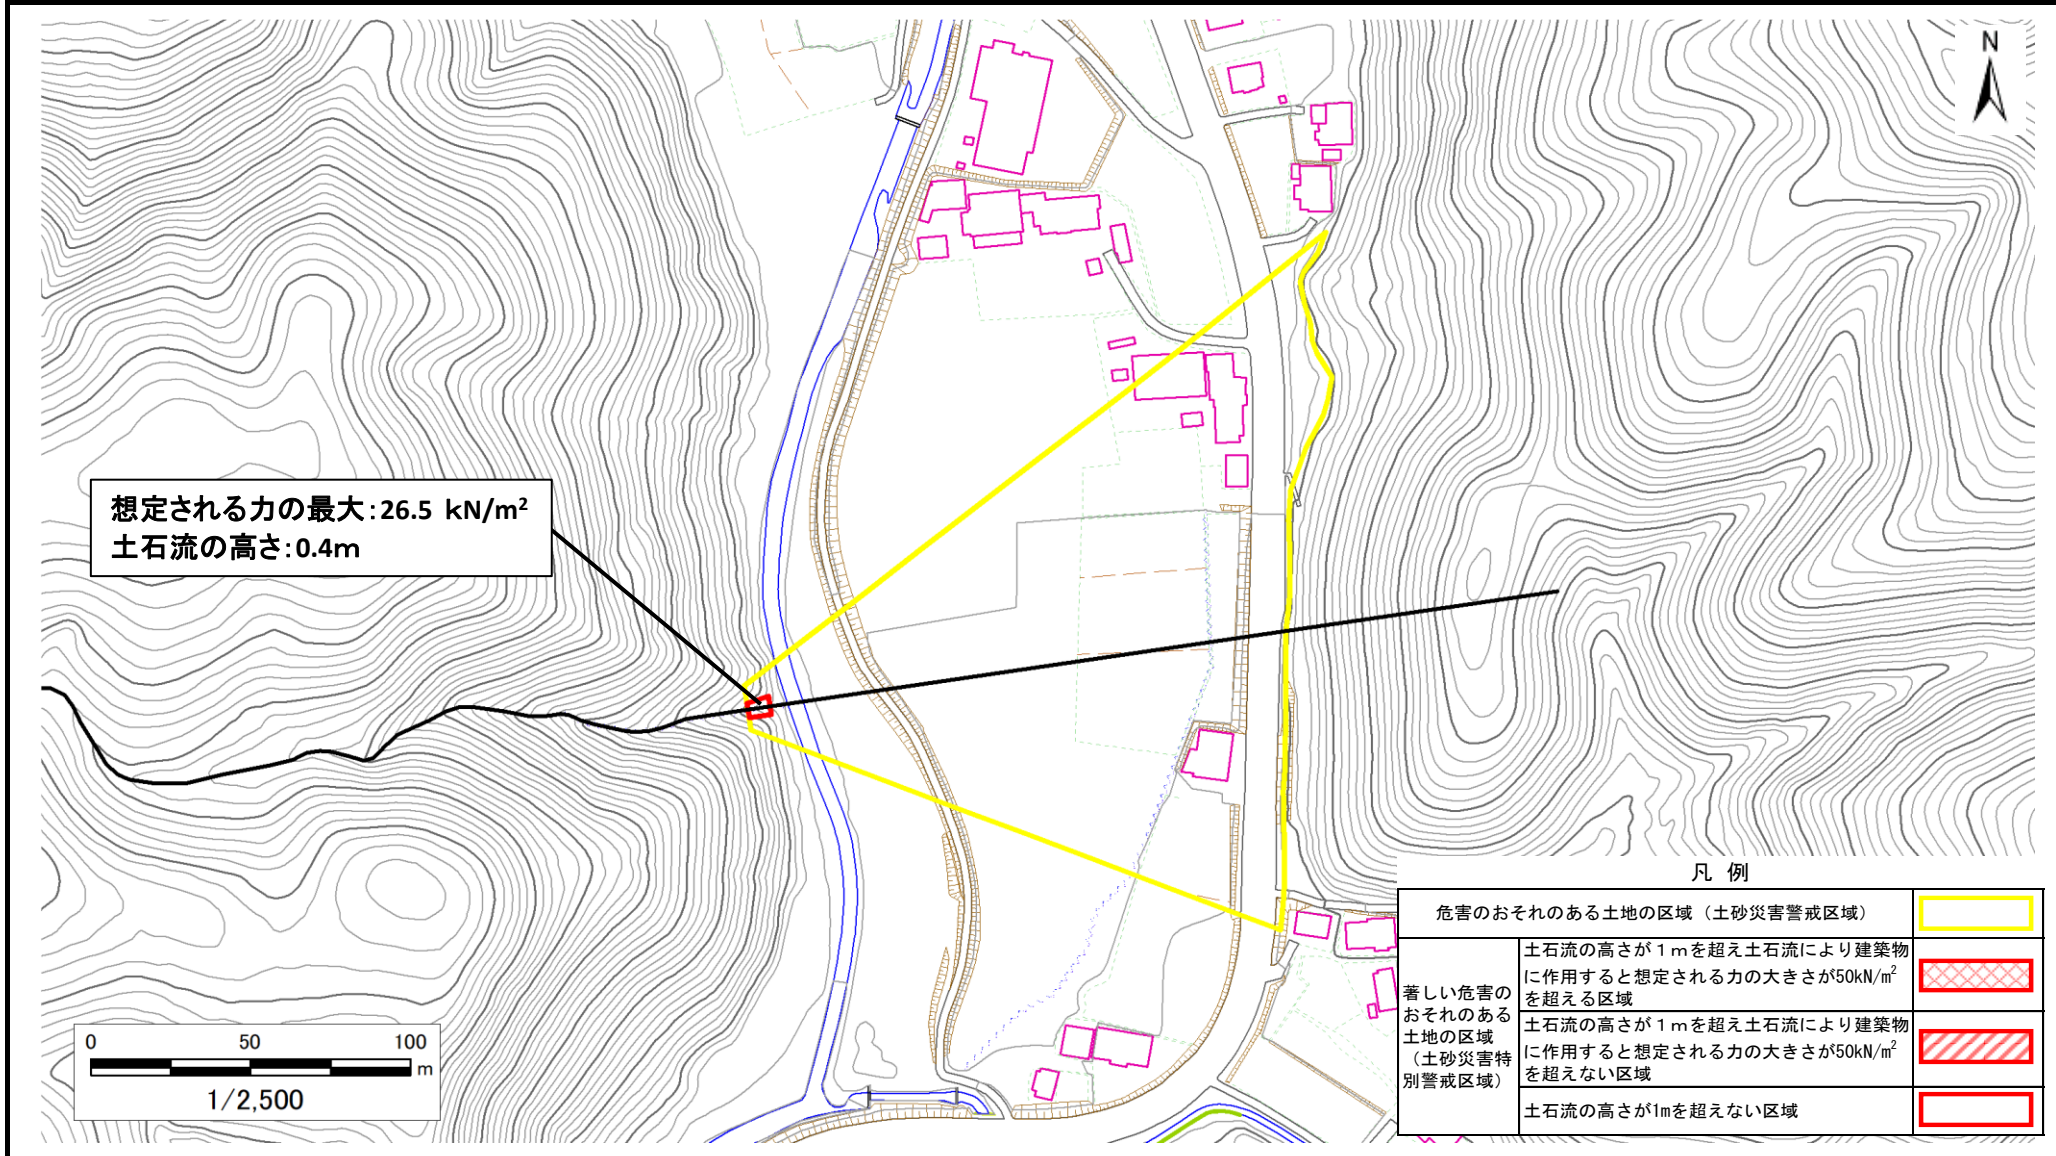 N
想定される力の最大:26.5 kN/m²
土石流の高さ:0.4m
凡 例
危害のおそれのある土地の区域（土砂災害警戒区域）
著しい危害の
おそれのある
土地の区域
（土砂災害特
別警戒区域）
土石流の高さが１ｍを超え土石流により建築物
に作用すると想定される力の大きさが50kN/m²
を超える区域
土石流の高さが１ｍを超え土石流により建築物
に作用すると想定される力の大きさが50kN/m²
を超えない区域
土石流の高さが1mを超えない区域
0 50 100
m
1/2,500